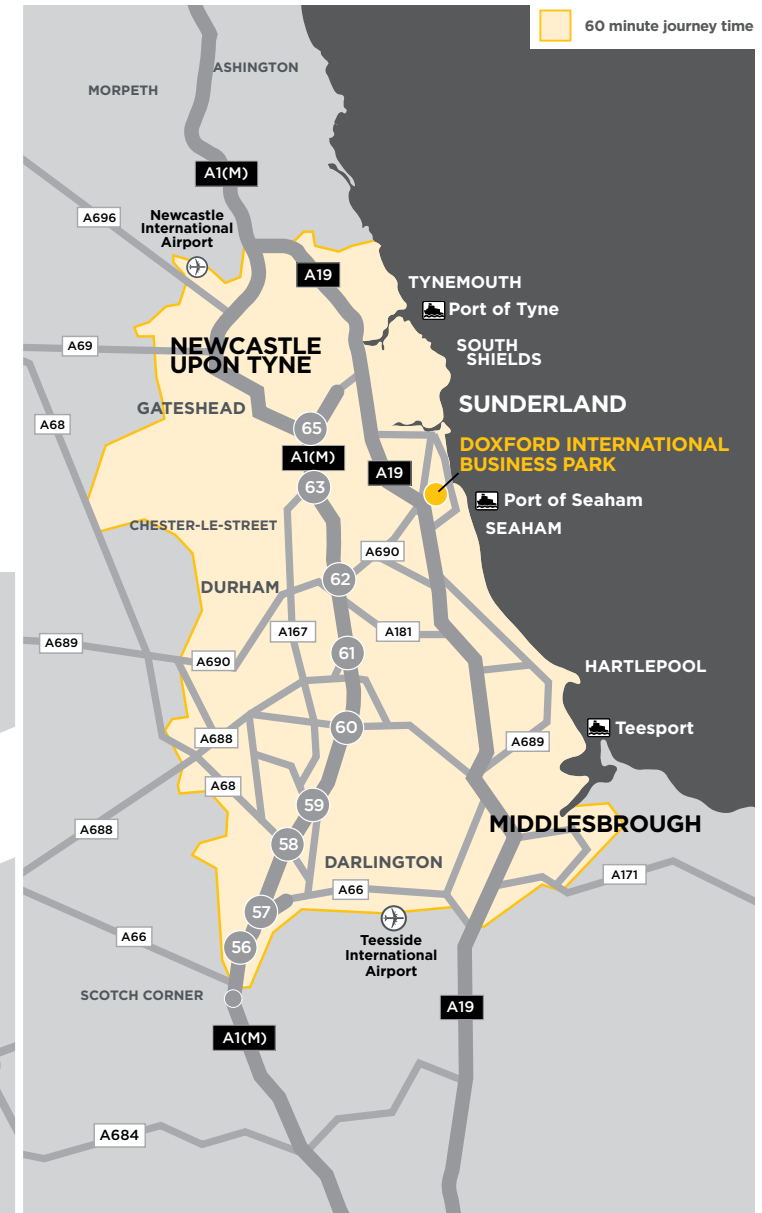 60 minute journey time
ASHINGTON
MORPETH
A1(M)
A696
Newcastle
International
Airport
A19
TYNEMOUTH
Port of Tyne
A69
NEWCASTLE
UPON TYNE
SOUTH
SHIELDS
GATESHEAD
SUNDERLAND
A68
65
DOXFORD INTERNATIONAL
BUSINESS PARK
A1(M)
A19
63
Port of Seaham
CHESTER-LE-STREET
SEAHAM
A690
62
DURHAM
A167
A181
A689
61
A690
HARTLEPOOL
60
Teesport
A688
A689
A68
59
MIDDLESBROUGH
A688
58
DARLINGTON
A171
A66
57
Teesside
International
Airport
A66
56
SCOTCH CORNER
A19
A1(M)
A684